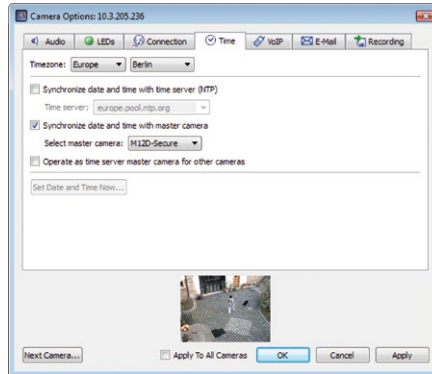 Camera Options: 10.3.205.236
Audio LEDs Connection Time VoIP E-Mail Recording
Timezone: Europe Berlin
Synchronize date and time with time server (NTP)
Time server: europe.pool.ntp.org
Synchronize date and time with master camera
Select master camera: M12D-Secure
Operate as time server master camera for other cameras
Set Date and Time Now...
Next Camera... Apply To All Cameras OK Cancel Apply